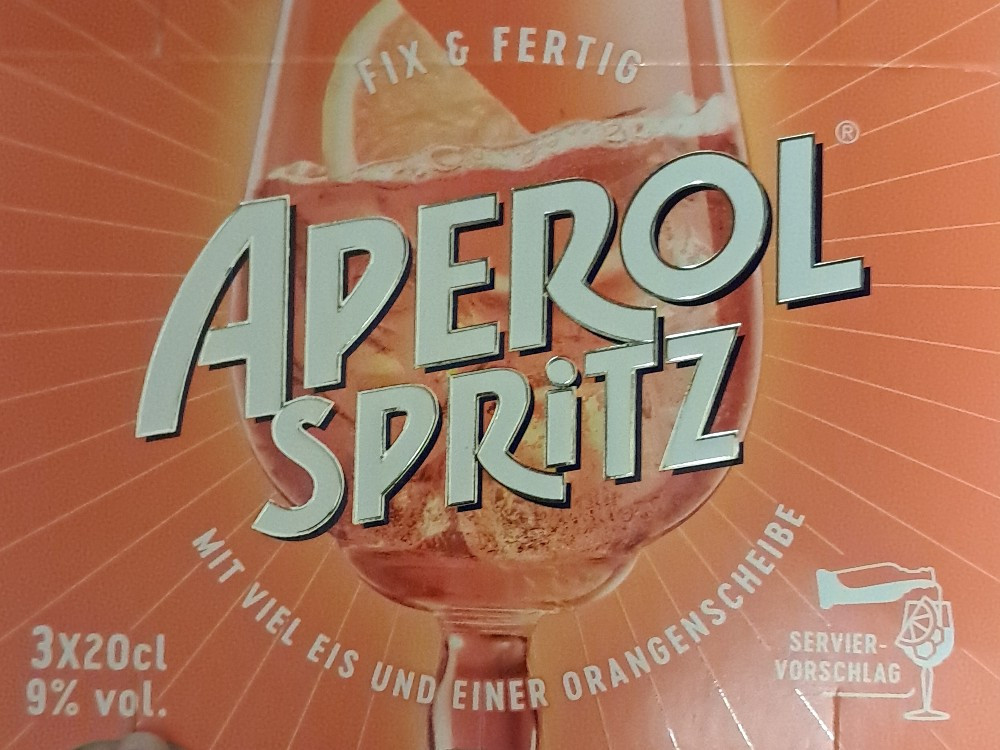 FIX & FERTIG
APEROL®
SPRiTZ
MIT VIEL EIS UND EINER ORANGENSCHEIBE
3X20cl
9% vol.
SERVIER-
VORSCHLAG